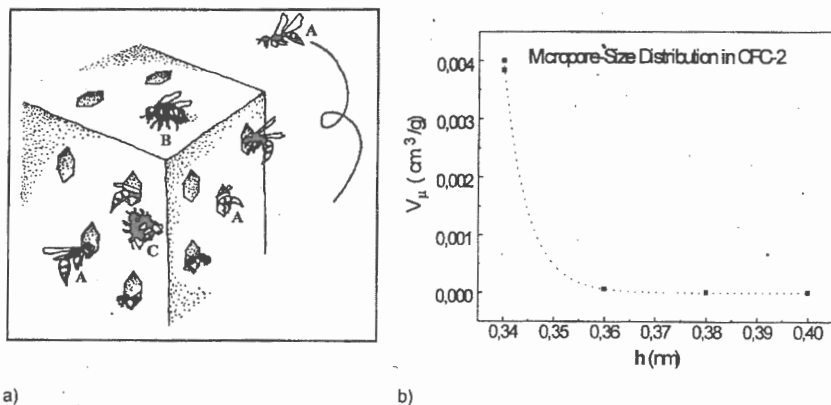 A
B
A
C
A
a)
Micropore-Size Distribution in CFC-2
0,004
0,003
0,002
0,001
0,000
Vμ (cm³/g)
0,34 0,35 0,36 0,37 0,38 0,39 0,40
h (nm)
b)